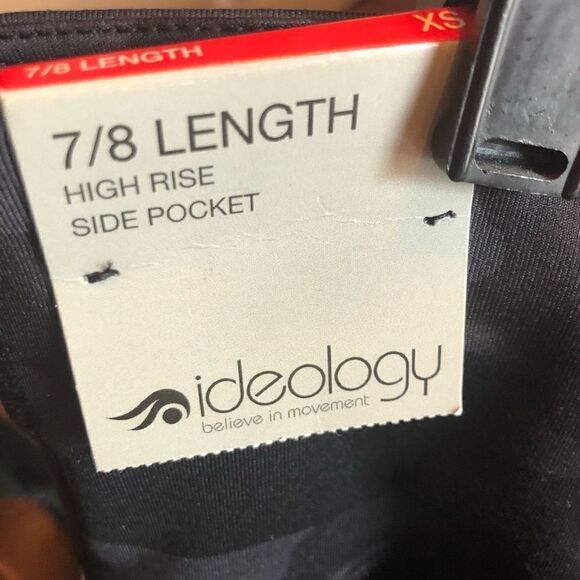 7/8 LENGTH XS
7/8 LENGTH
HIGH RISE
SIDE POCKET
ideology
believe in movement